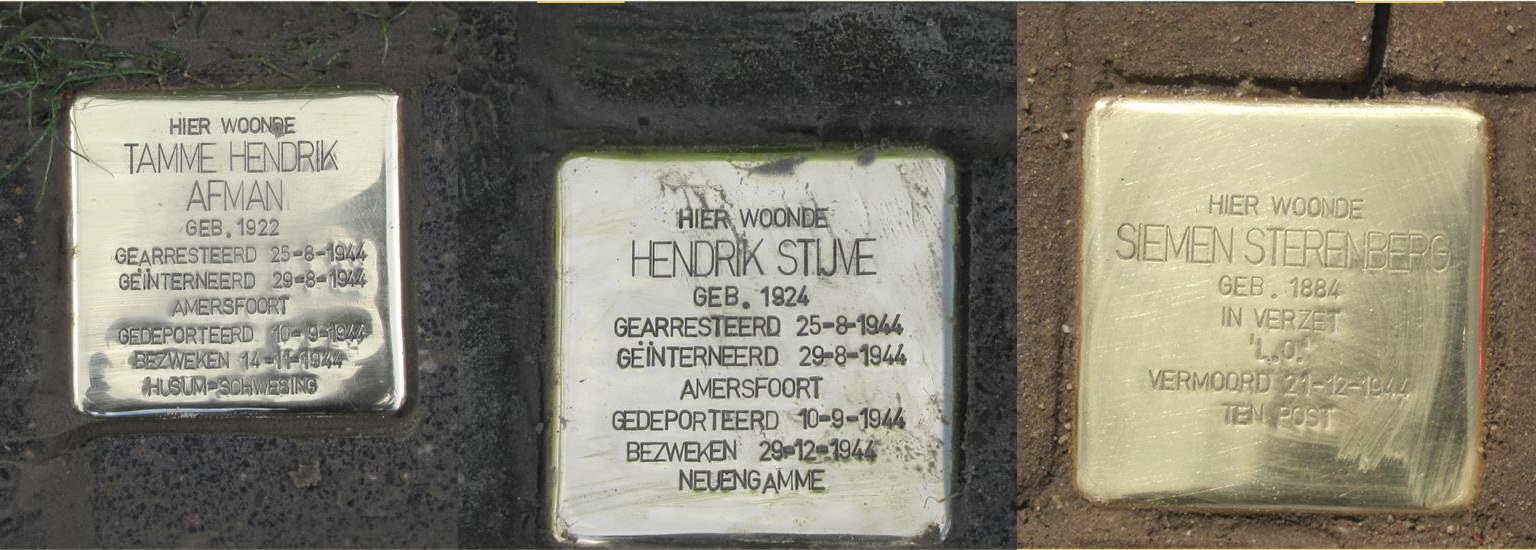 HIER WOONDE
TAMME HENDRIK
AFMAN
GEB. 1922
GEARRESTEERD 25-8-1944
GEÏNTERNEERD 29-8-1944
AMERSFOORT
GEDEPORTEERD 10-9-1944
BEZWEKEN 14-11-1944
HUSUM-SCHWESING
HIER WOONDE
HENDRIK STIJVE
GEB. 1924
GEARRESTEERD 25-8-1944
GEÏNTERNEERD 29-8-1944
AMERSFOORT
GEDEPORTEERD 10-9-1944
BEZWEKEN 29-12-1944
NEUENGAMME
HIER WOONDE
SIEMEN STERENBERG
GEB. 1884
IN VERZET
'L.O.'
VERMOORD 21-12-1944
TEN POST